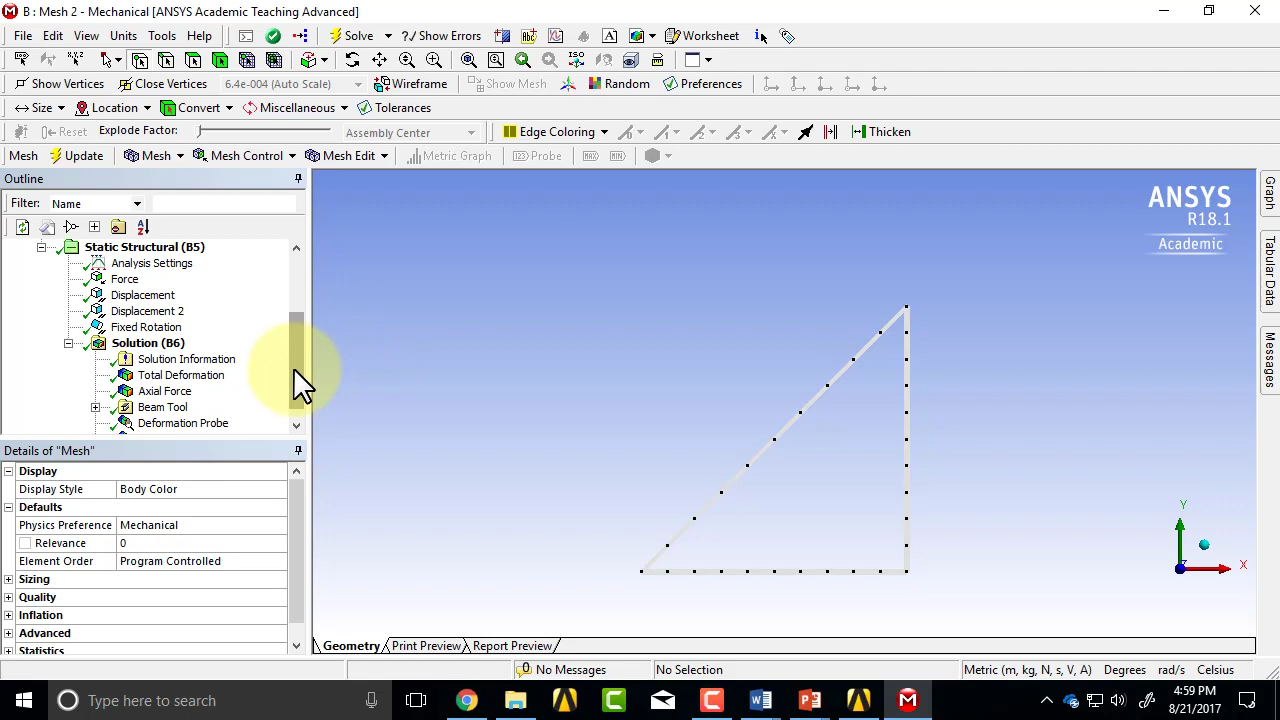 B : Mesh 2 - Mechanical [ANSYS Academic Teaching Advanced]
File Edit View Units Tools Help Solve Show Errors Worksheet
Show Vertices Close Vertices 6.4e-004 (Auto Scale) Wireframe Show Mesh Random Preferences
Size Location Convert Miscellaneous Tolerances
Reset Explode Factor: Assembly Center Edge Coloring Thicken
Mesh Update Mesh Mesh Control Mesh Edit Metric Graph Probe MAX MIN
Outline
Filter: Name
Static Structural (B5)
Analysis Settings
Force
Displacement
Displacement 2
Fixed Rotation
Solution (B6)
Solution Information
Total Deformation
Axial Force
Beam Tool
Deformation Probe
Details of "Mesh"
Display
Display Style Body Color
Defaults
Physics Preference Mechanical
Relevance 0
Element Order Program Controlled
Sizing
Quality
Inflation
Advanced
Statistics
ANSYS
R18.1
Academic
Y
X
Z
Geometry Print Preview Report Preview
Graph
Tabular Data
Messages
0 No Messages No Selection Metric (m, kg, N, s, V, A) Degrees rad/s Celsius
Type here to search
4:59 PM
8/21/2017